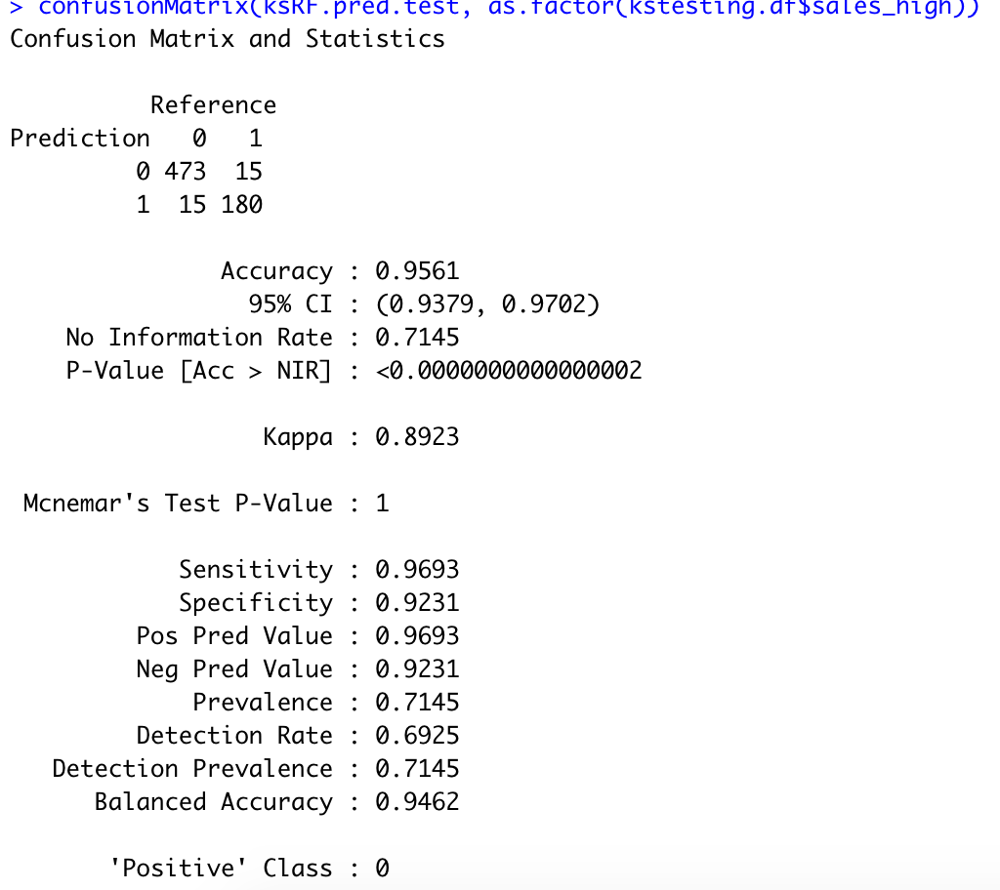 > confusionMatrix(ksRF.pred.test, as.factor(kstesting.df$sales_high))
Confusion Matrix and Statistics
Reference
Prediction 0 1
0 473 15
1 15 180
Accuracy : 0.9561
95% CI : (0.9379, 0.9702)
No Information Rate : 0.7145
P-Value [Acc > NIR] : <0.0000000000000002
Kappa : 0.8923
Mcnemar's Test P-Value : 1
Sensitivity : 0.9693
Specificity : 0.9231
Pos Pred Value : 0.9693
Neg Pred Value : 0.9231
Prevalence : 0.7145
Detection Rate : 0.6925
Detection Prevalence : 0.7145
Balanced Accuracy : 0.9462
'Positive' Class : 0